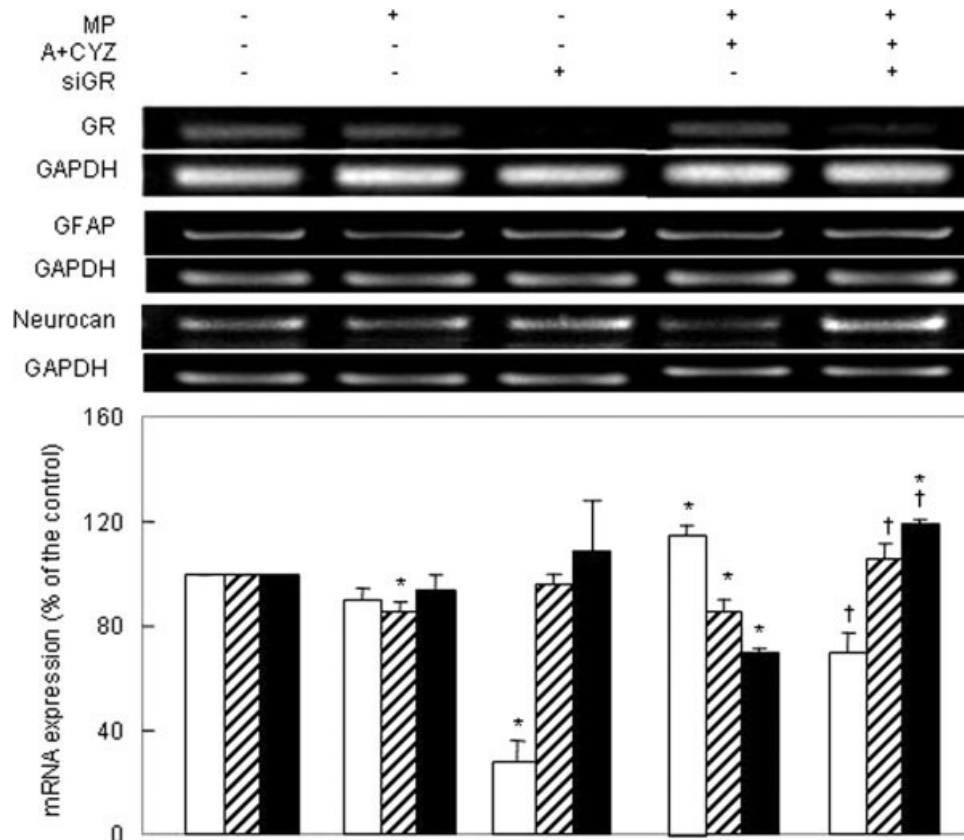 MP - + - + +
A+CYZ - - - + +
siGR - - + - +
GR
GAPDH
GFAP
GAPDH
Neurocan
GAPDH
mRNA expression (% of the control)
160
120
80
40
0
*
*
*
*
*
†
†
*
†